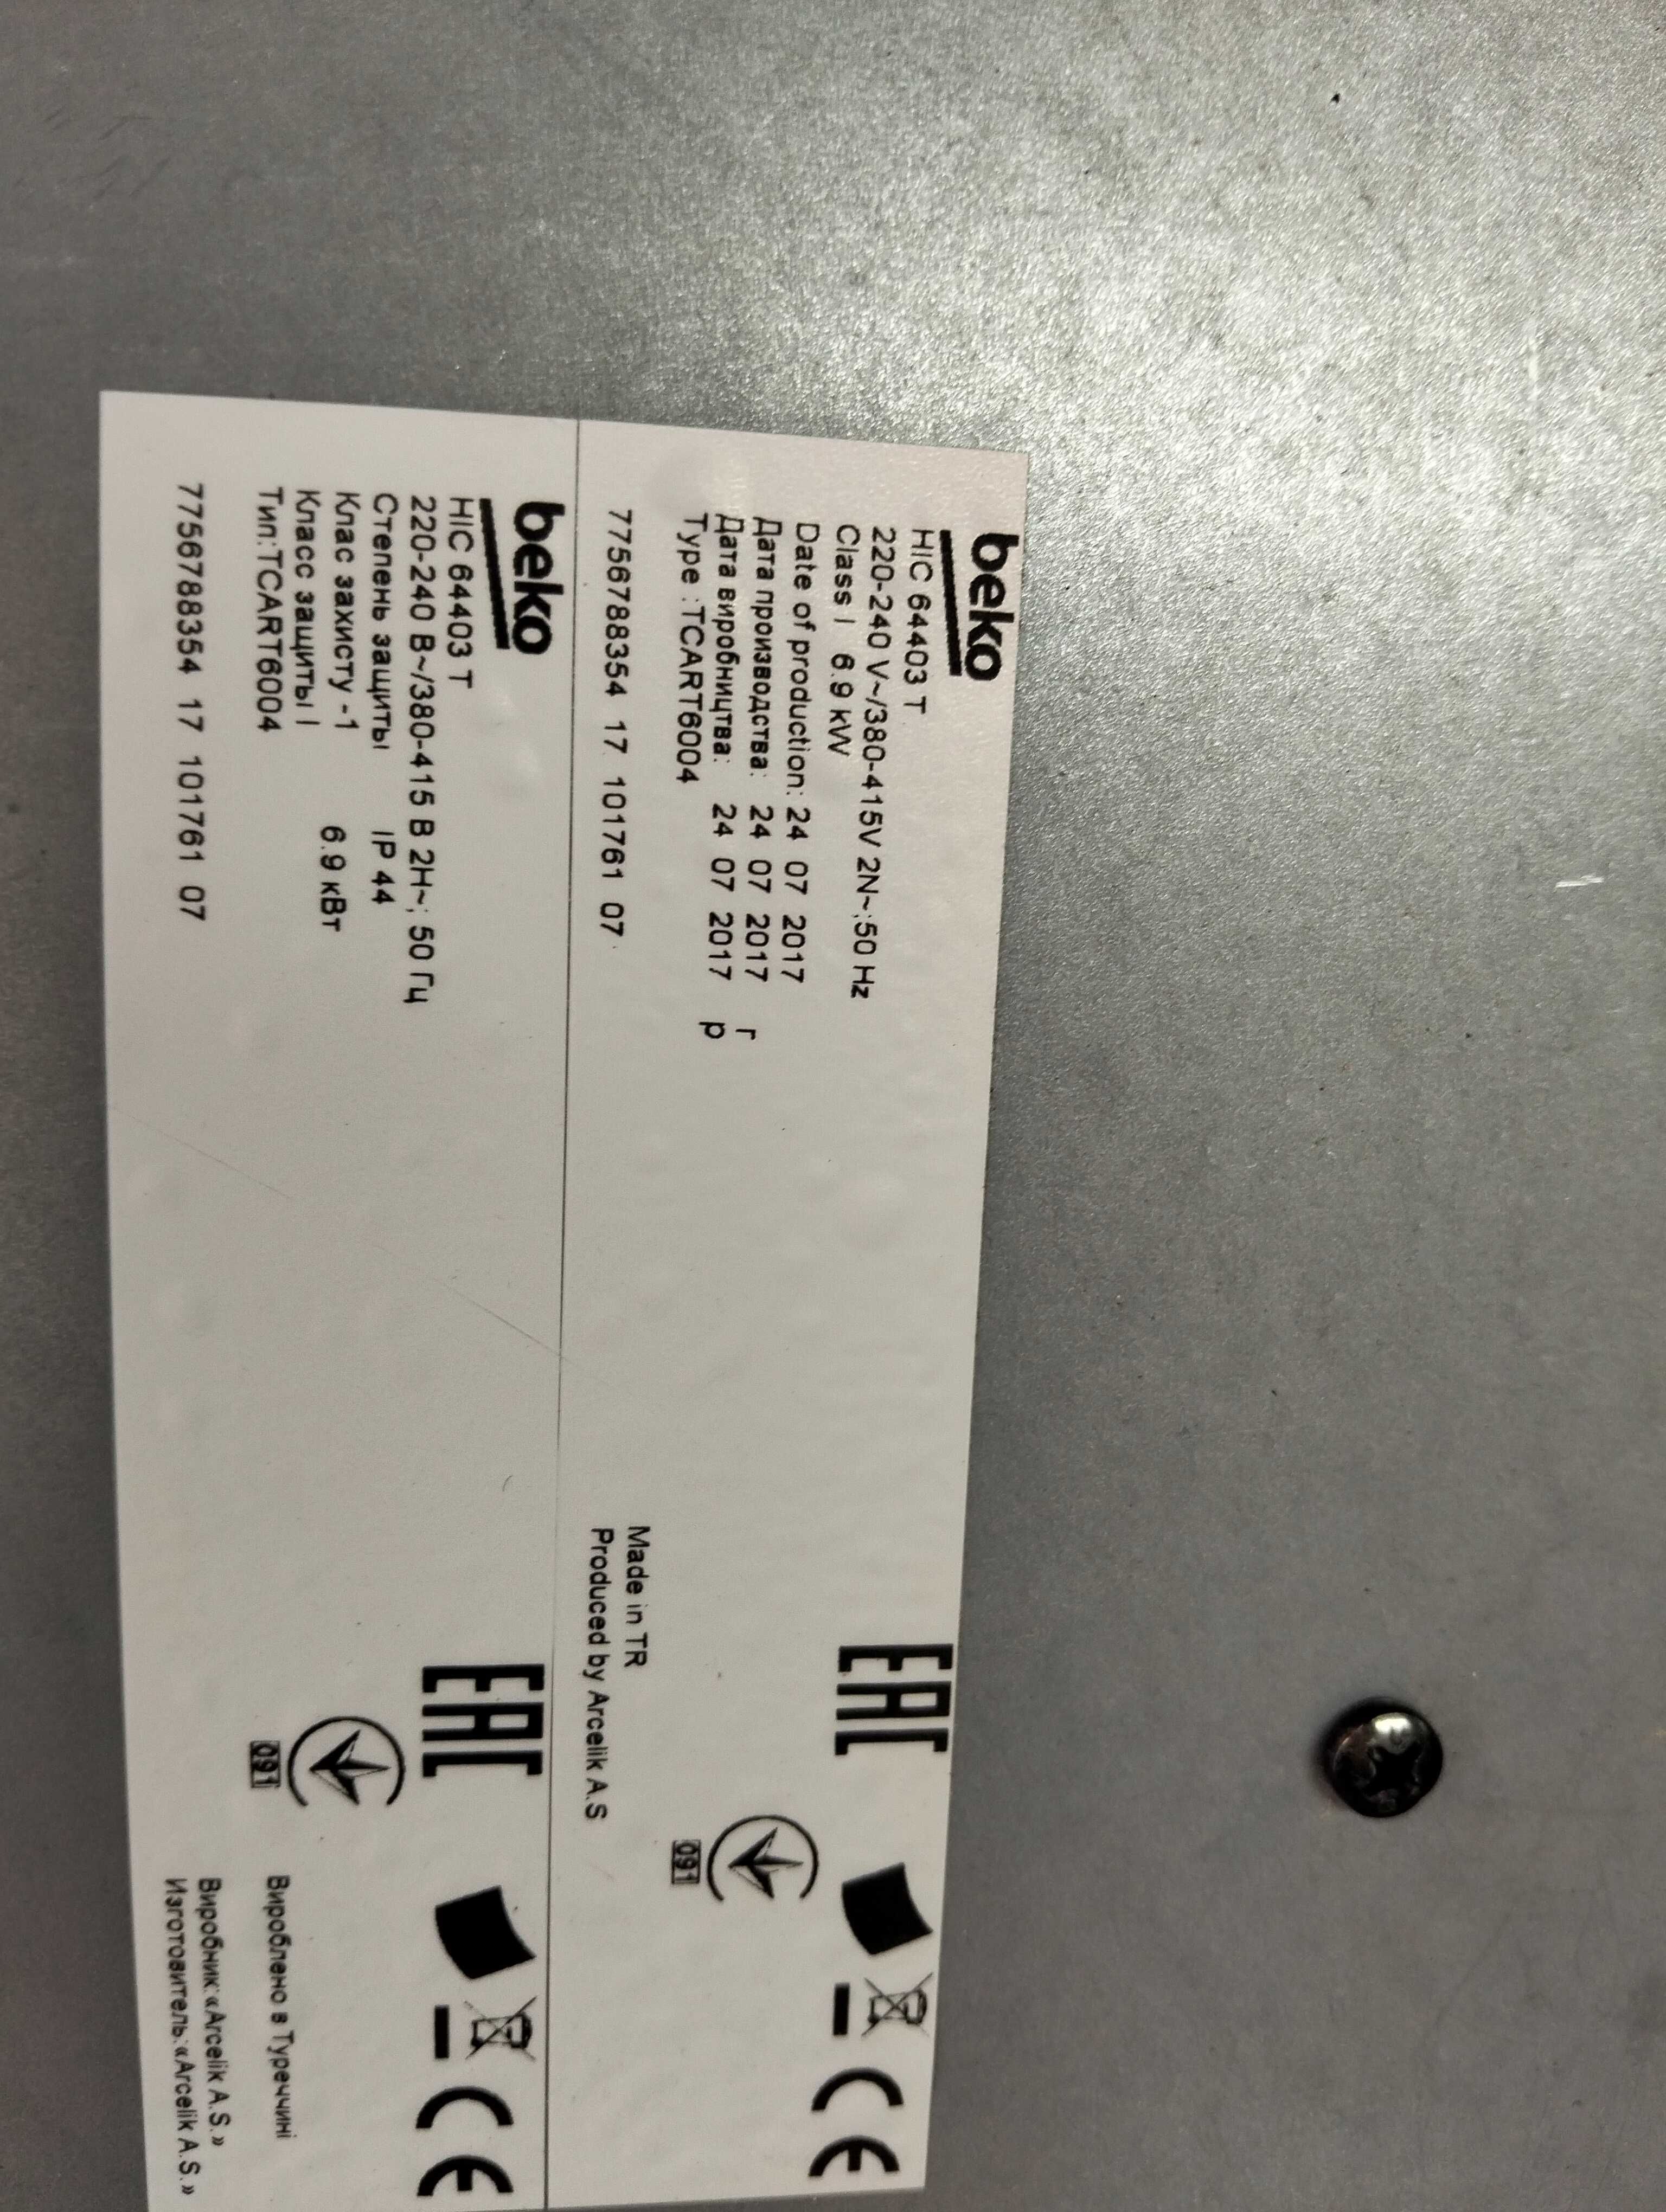 beko
HIC 64403 T
220-240 V~/380-415V 2N~;50 Hz
Class I 6.9 kW
Date of production: 24 07 2017
Дата производства: 24 07 2017 г
Дата виробництва: 24 07 2017 р
Type :TCART6004
7756788354 17 101761 07
Made in TR
Produced by Arcelik A.S
EAC
091
CE
beko
HIC 64403 T
220-240 В~/380-415 В 2Н~; 50 Гц
Степень защиты IP 44
Клас захисту -1
6.9 кВт
Класс защиты I
Тип:TCART6004
7756788354 17 101761 07
EAC
091
CE
Вироблено в Туреччині
Виробник:«Arcelik A.S.»
Изготовитель:«Arcelik A.S.»